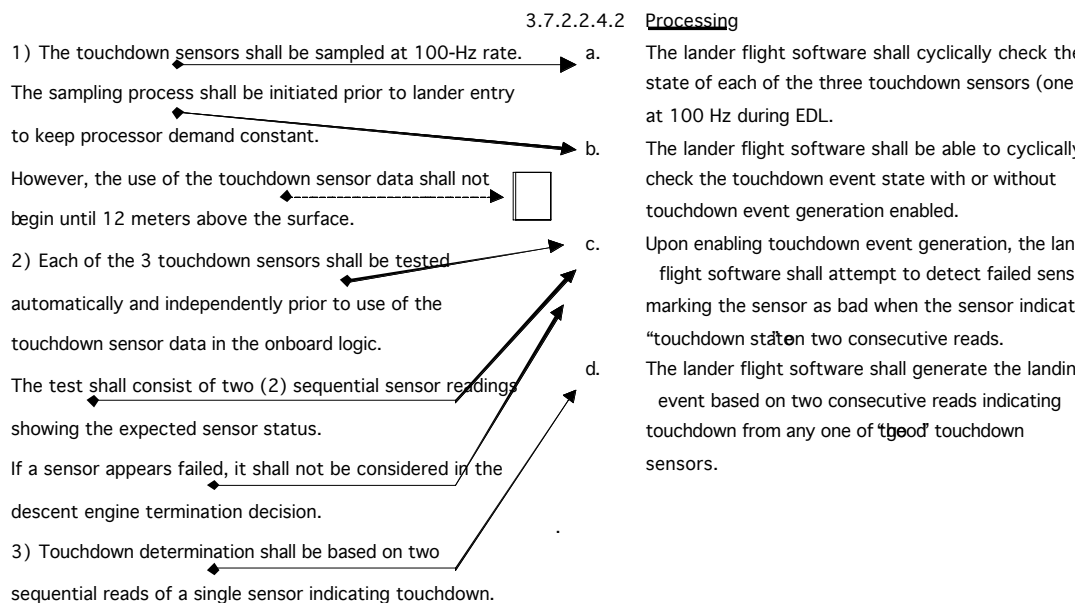 3.7.2.2.4.2 Processing
1) The touchdown sensors shall be sampled at 100-Hz rate.
The sampling process shall be initiated prior to lander entry
to keep processor demand constant.
However, the use of the touchdown sensor data shall not
begin until 12 meters above the surface.
2) Each of the 3 touchdown sensors shall be tested
automatically and independently prior to use of the
touchdown sensor data in the onboard logic.
The test shall consist of two (2) sequential sensor readings
showing the expected sensor status.
If a sensor appears failed, it shall not be considered in the
descent engine termination decision.
3) Touchdown determination shall be based on two
sequential reads of a single sensor indicating touchdown.
a. The lander flight software shall cyclically check the
state of each of the three touchdown sensors (one
at 100 Hz during EDL.
b. The lander flight software shall be able to cyclically
check the touchdown event state with or without
touchdown event generation enabled.
c. Upon enabling touchdown event generation, the lan
flight software shall attempt to detect failed sens
marking the sensor as bad when the sensor indicat
“touchdown state” on two consecutive reads.
d. The lander flight software shall generate the landin
event based on two consecutive reads indicating
touchdown from any one of the “good” touchdown
sensors.